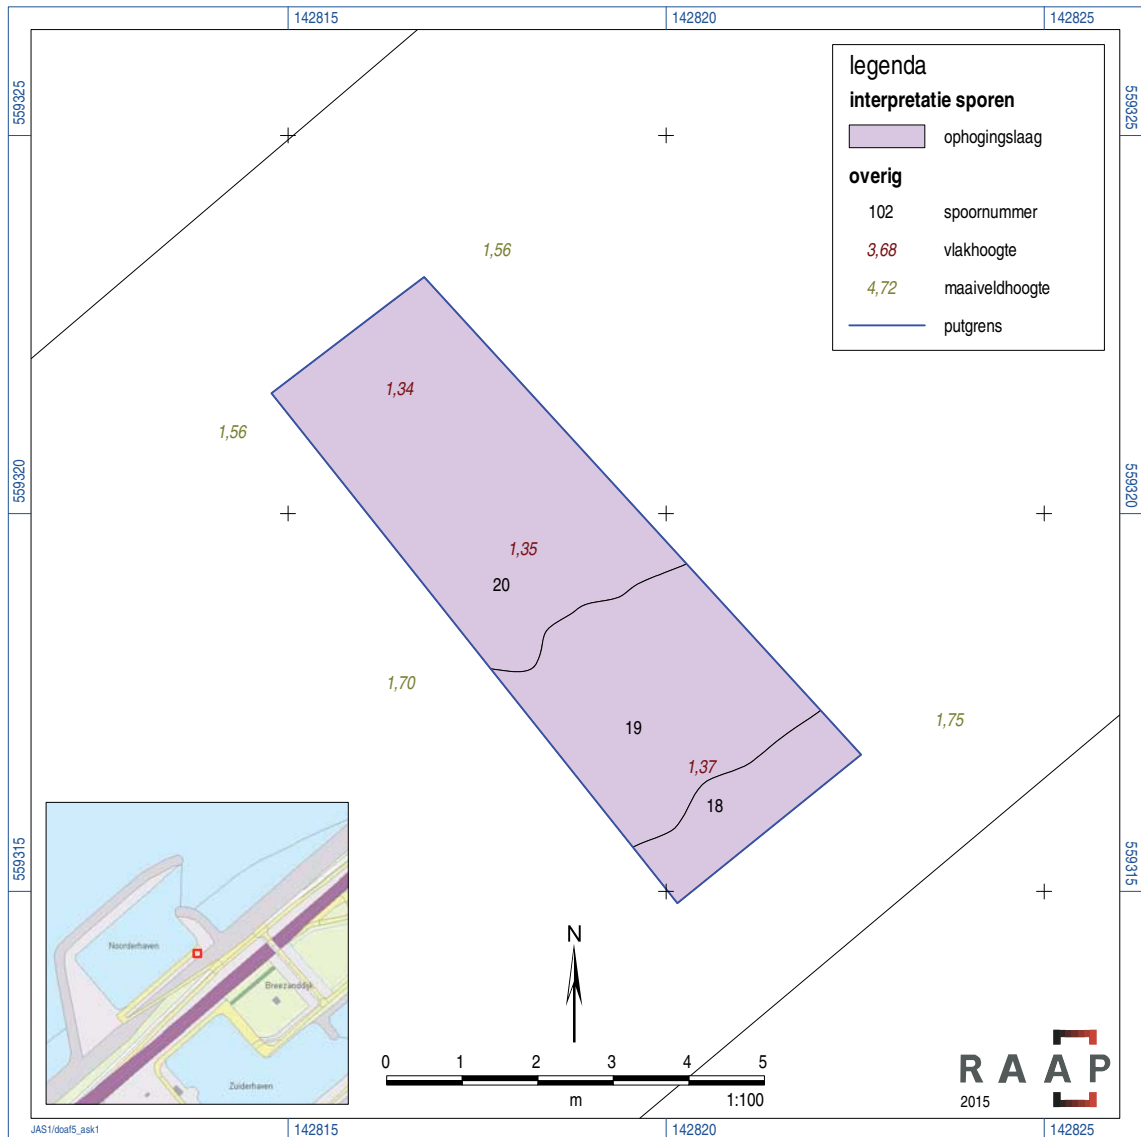 142815
142820
142825
559325
559325
legenda
interpretatie sporen
ophogingslaag
overig
102 spoornummer
3,68 vlakhoogte
4,72 maaiveldhoogte
putgrens
1,56
1,34
1,56
559320
559320
1,35
20
1,70
19
1,75
1,37
18
559315
559315
Noorderhaven
Breezanddijk
Zuiderhaven
N
0 1 2 3 4 5
m 1:100
RAAP
2015
JAS1/doaf5_ask1
142815
142820
142825